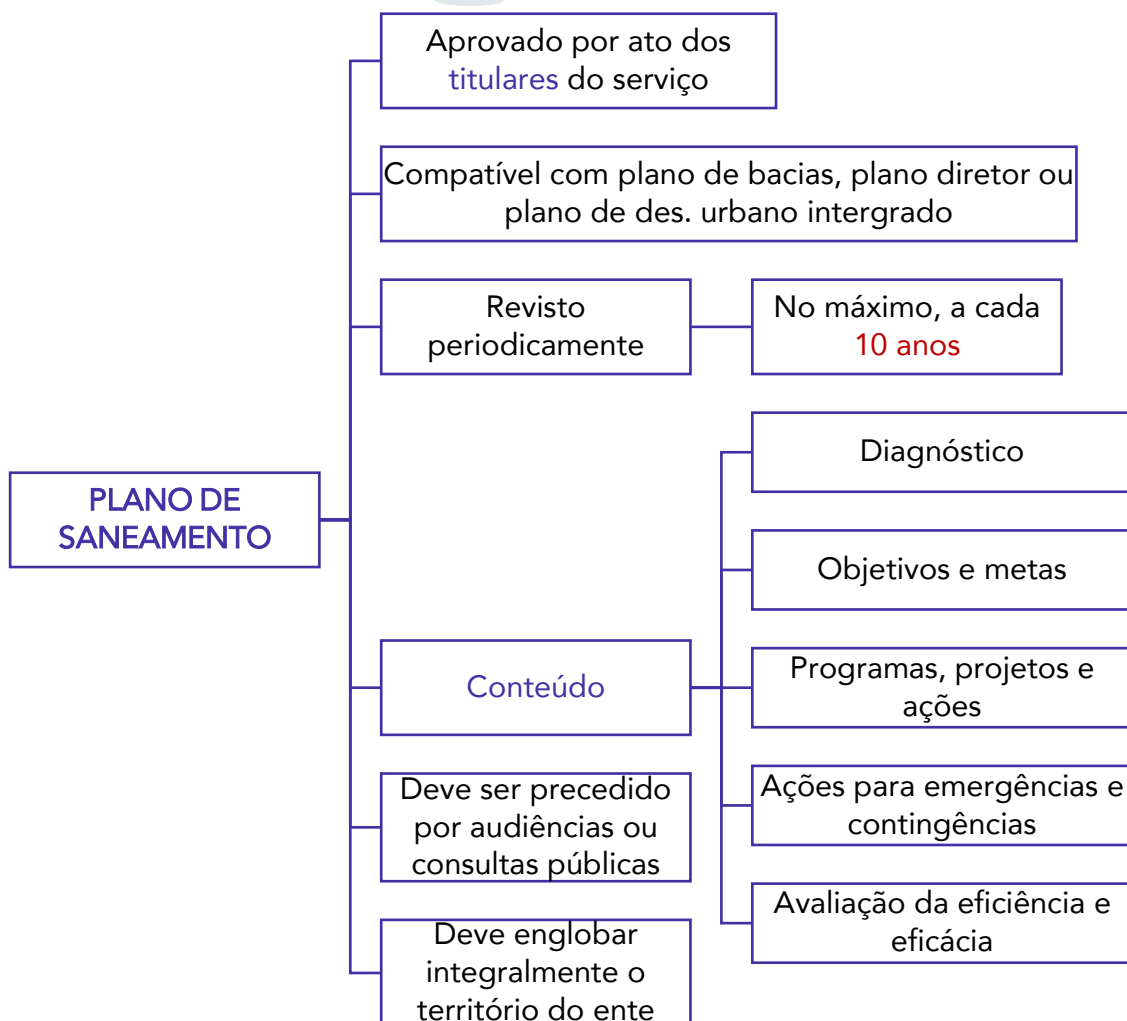 Aprovado por ato dos
titulares do serviço
Compatível com plano de bacias, plano diretor ou
plano de des. urbano intergrado
Revisto
periodicamente
No máximo, a cada
10 anos
PLANO DE
SANEAMENTO
Conteúdo
Diagnóstico
Objetivos e metas
Programas, projetos e
ações
Ações para emergências e
contingências
Avaliação da eficiência e
eficácia
Deve ser precedido
por audiências ou
consultas públicas
Deve englobar
integralmente o
território do ente